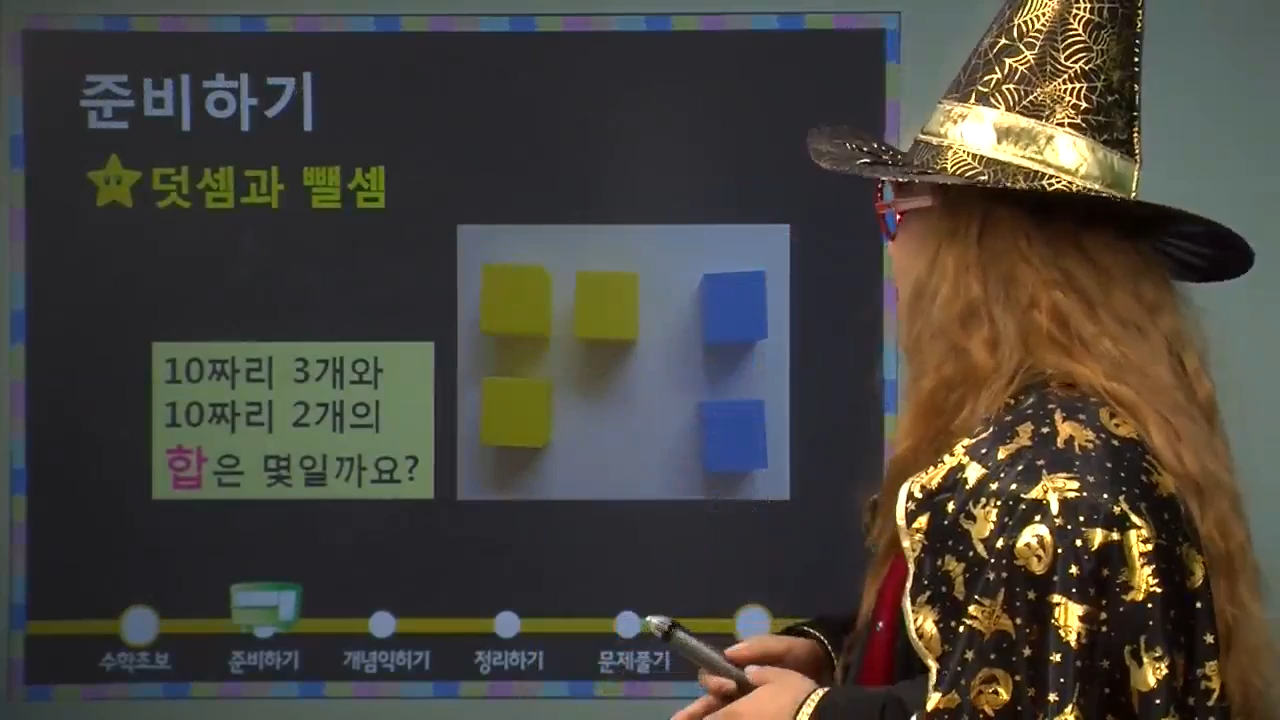 준비하기
덧셈과 뺄셈
10짜리 3개와
10짜리 2개의
합은 몇일까요?
수학초보
준비하기
개념익히기
정리하기
문제풀기